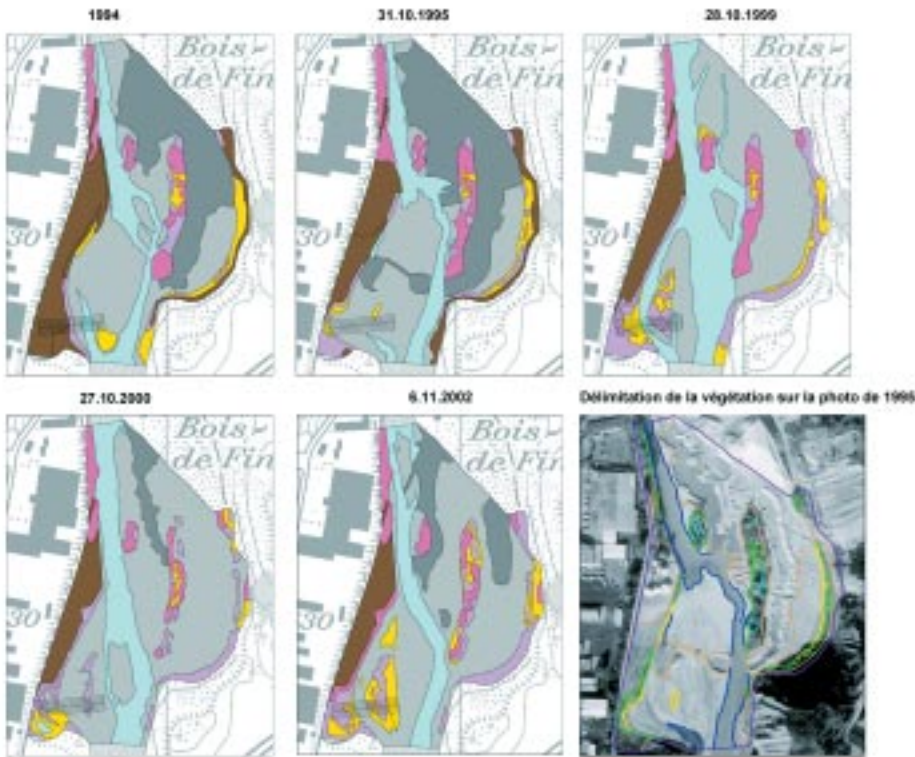 1994
31.10.1995
28.10.1999
Bois
de Fin
Bois
de Fin
Bois
de Fin
30
30
30
27.10.2000
6.11.2002
Délimitation de la végétation sur la photo de 1995
Bois
de Fin
Bois
de Fin
30
30